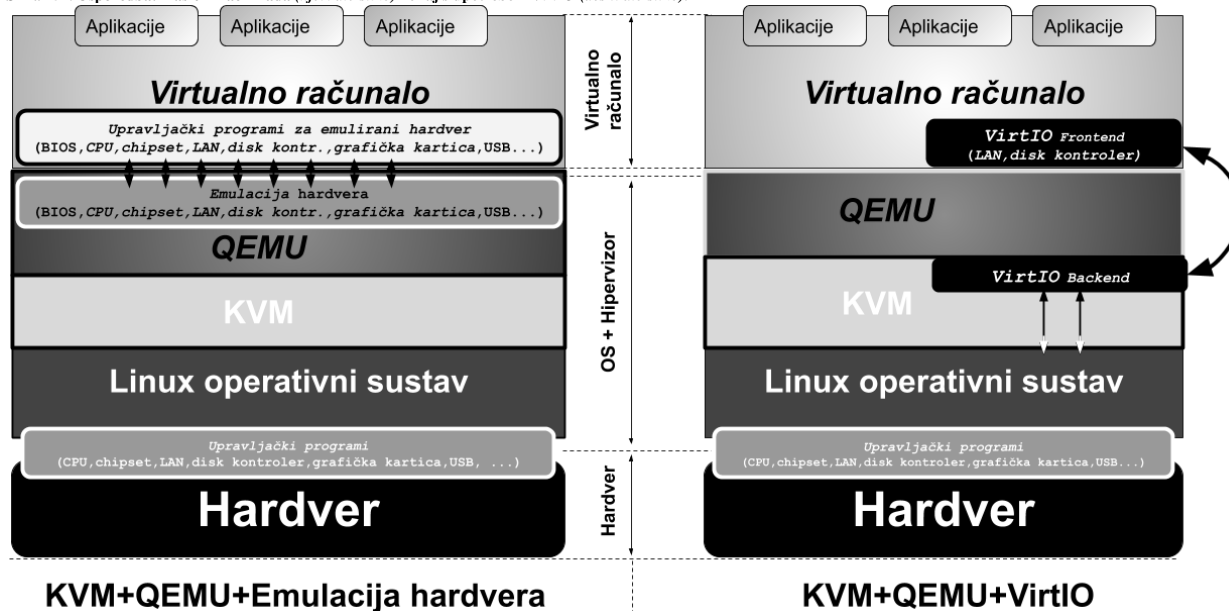 Aplikacije
Aplikacije
Aplikacije
Virtualno računalo
Upravljački programi za emulirani hardver
(BIOS,CPU,chipset,LAN,disk kontr.,grafička kartica,USB...)
Emulacija hardvera
(BIOS,CPU,chipset,LAN,disk kontr.,grafička kartica,USB...)
QEMU
KVM
Linux operativni sustav
Upravljački programi
(CPU,chipset,LAN,disk kontroler,grafička kartica,USB, ...)
Hardver
KVM+QEMU+Emulacija hardvera
Virtualno
računalo
OS + Hipervizor
Hardver
Aplikacije
Aplikacije
Aplikacije
Virtualno računalo
VirtIO Frontend
(LAN,disk kontroler)
QEMU
VirtIO Backend
KVM
Linux operativni sustav
Upravljački programi
(CPU,chipset,LAN,disk kontroler,grafička kartica,USB...)
Hardver
KVM+QEMU+VirtIO